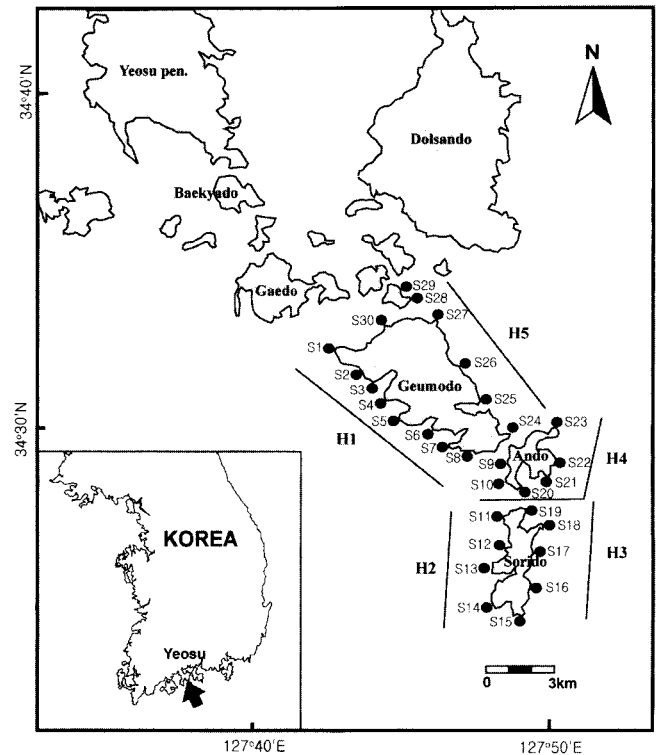 Yeosu pen.
N
34°40'N
Dolsando
Baekyado
Gaedo
S29
S28
S27
S30
H5
S1
S26
S2
Geumodo
S3
S25
S4
S5
S24
S23
34°30'N
S6
H1
S7
Ando
S8
S9
S22
H4
S10
S21
S20
S11
S19
S18
KOREA
S12
S17
H2
S13
Sorido
H3
S16
S14
S15
Yeosu
0
3km
127°40'E
127°50'E